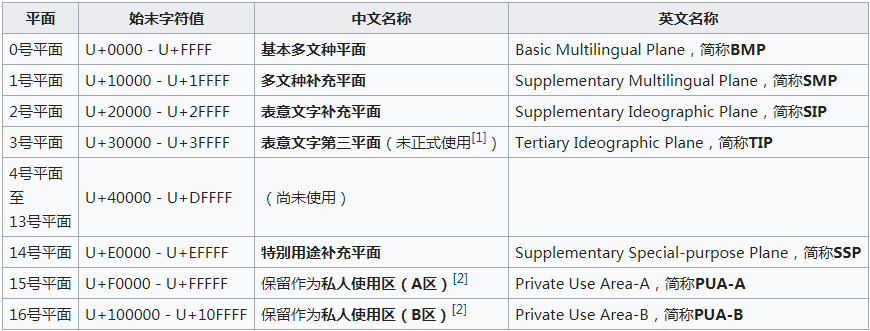 平面 始末字符值 中文名称 英文名称
0号平面 U+0000 - U+FFFF 基本多文种平面 Basic Multilingual Plane，简称BMP
1号平面 U+10000 - U+1FFFF 多文种补充平面 Supplementary Multilingual Plane，简称SMP
2号平面 U+20000 - U+2FFFF 表意文字补充平面 Supplementary Ideographic Plane，简称SIP
3号平面 U+30000 - U+3FFFF 表意文字第三平面（未正式使用[1]） Tertiary Ideographic Plane，简称TIP
4号平面
至
13号平面 U+40000 - U+DFFFF （尚未使用）
14号平面 U+E0000 - U+EFFFF 特别用途补充平面 Supplementary Special-purpose Plane，简称SSP
15号平面 U+F0000 - U+FFFFF 保留作为私人使用区（A区）[2] Private Use Area-A，简称PUA-A
16号平面 U+100000 - U+10FFFF 保留作为私人使用区（B区）[2] Private Use Area-B，简称PUA-B